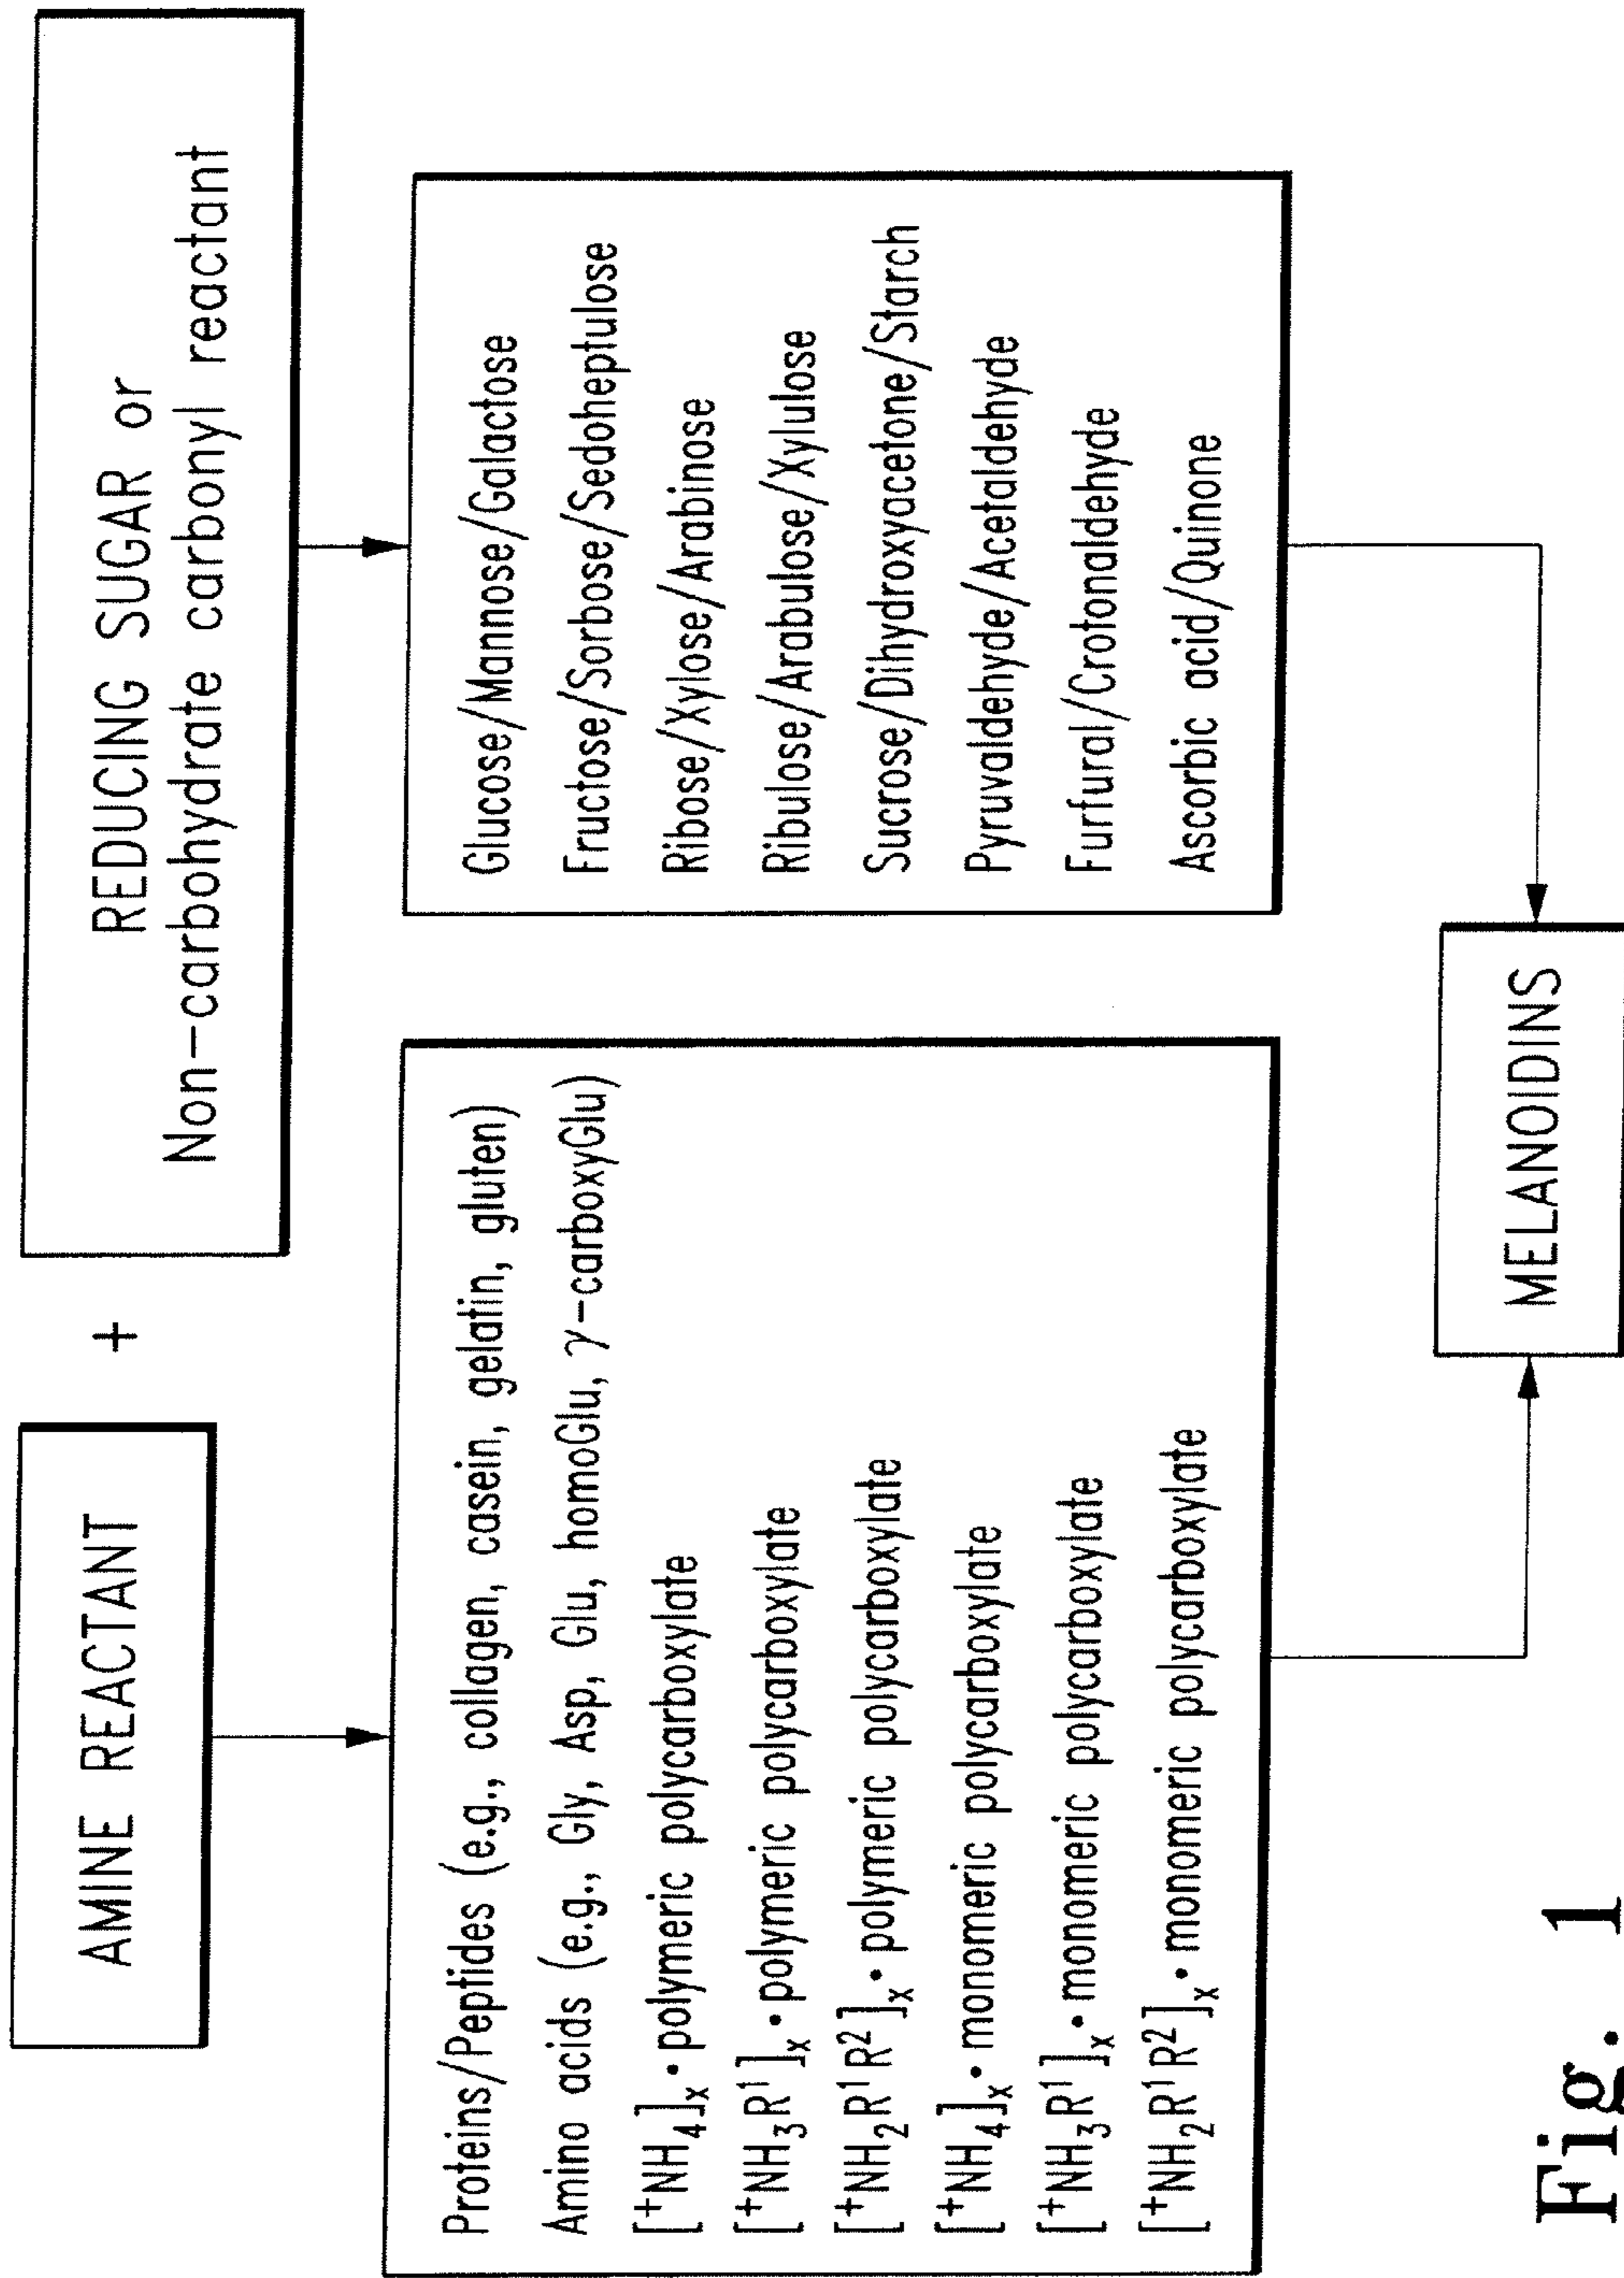 AMINE REACTANT
+
REDUCING SUGAR or
Non-carbohydrate carbonyl reactant
Proteins/Peptides (e.g., collagen, casein, gelatin, gluten)
Amino acids (e.g., Gly, Asp, Glu, homoGlu, γ-carboxyGlu)
[⁺NH₄]ₓ•polymeric polycarboxylate
[⁺NH₃R¹]ₓ•polymeric polycarboxylate
[⁺NH₂R¹R²]ₓ•polymeric polycarboxylate
[⁺NH₄]ₓ•monomeric polycarboxylate
[⁺NH₃R¹]ₓ•monomeric polycarboxylate
[⁺NH₂R¹R²]ₓ•monomeric polycarboxylate
Glucose/Mannose/Galactose
Fructose/Sorbose/Sedoheptulose
Ribose/Xylose/Arabinose
Ribulose/Arabulose/Xylulose
Sucrose/Dihydroxyacetone/Starch
Pyruvaldehyde/Acetaldehyde
Furfural/Crotonaldehyde
Ascorbic acid/Quinone
MELANOIDINS
Fig. 1